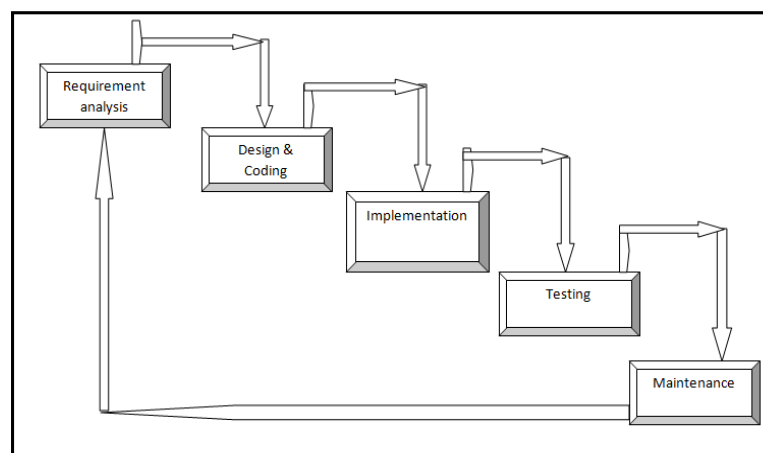 Requirement
analysis
Design &
Coding
Implementation
Testing
Maintenance